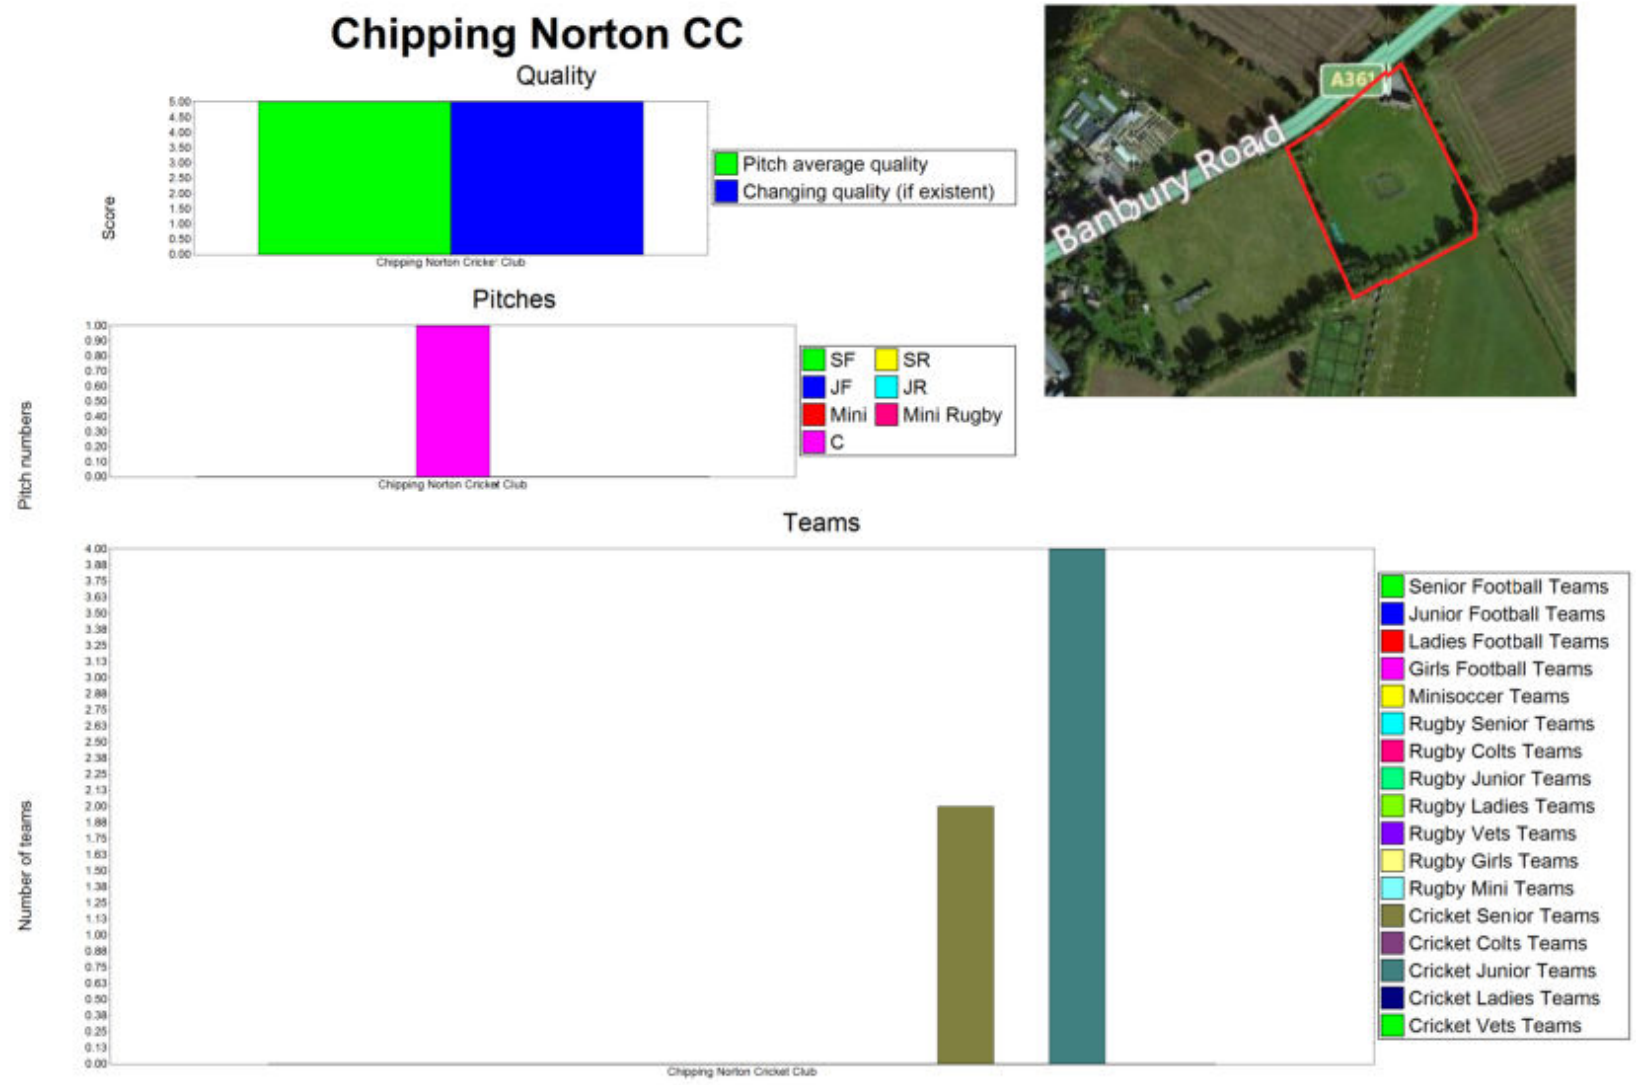 Chipping Norton CC
Quality
5.00
4.50
4.00
3.50
3.00
2.50
2.00
1.50
1.00
0.50
0.00
Score
Chipping Norton Cricke' Club
Pitch average quality
Changing quality (if existent)
A361
Banbury Road
Pitches
1.00
0.90
0.80
0.70
0.60
0.50
0.40
0.30
0.20
0.10
0.00
Pitch numbers
Chipping Norton Cricket Club
SF SR
JF JR
Mini Mini Rugby
C
Teams
4.00
3.88
3.75
3.63
3.50
3.38
3.25
3.13
3.00
2.88
2.75
2.63
2.50
2.38
2.25
2.13
2.00
1.88
1.75
1.63
1.50
1.38
1.25
1.13
1.00
0.88
0.75
0.63
0.50
0.38
0.25
0.13
0.00
Number of teams
Chipping Norton Cricket Club
Senior Football Teams
Junior Football Teams
Ladies Football Teams
Girls Football Teams
Minisoccer Teams
Rugby Senior Teams
Rugby Colts Teams
Rugby Junior Teams
Rugby Ladies Teams
Rugby Vets Teams
Rugby Girls Teams
Rugby Mini Teams
Cricket Senior Teams
Cricket Colts Teams
Cricket Junior Teams
Cricket Ladies Teams
Cricket Vets Teams